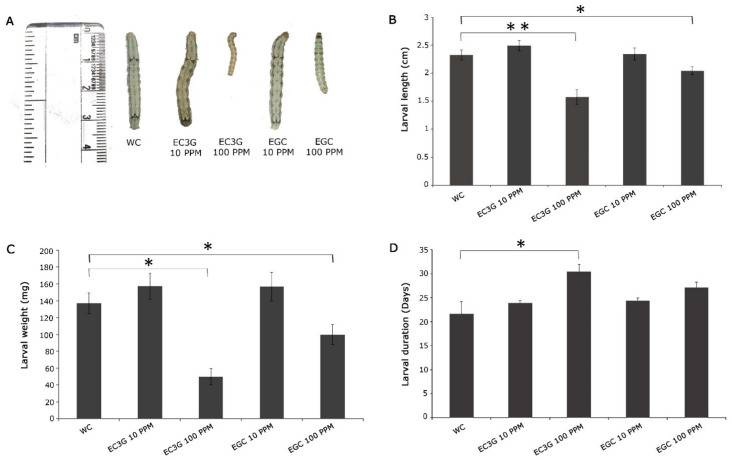 A
cm
1
2
3
4
WC
EC3G
10 PPM
EC3G
100 PPM
EGC
10 PPM
EGC
100 PPM
B
Larval length (cm)
3
2.5
2
1.5
1
0.5
0
**
*
WC
EC3G 10 PPM
EC3G 100 PPM
EGC 10 PPM
EGC 100 PPM
C
Larval weight (mg)
200
180
160
140
120
100
80
60
40
20
0
*
*
WC
EC3G 10 PPM
EC3G 100 PPM
EGC 10 PPM
EGC 100 PPM
D
Larval duration (Days)
35
30
25
20
15
10
5
0
*
WC
EC3G 10 PPM
EC3G 100 PPM
EGC 10 PPM
EGC 100 PPM